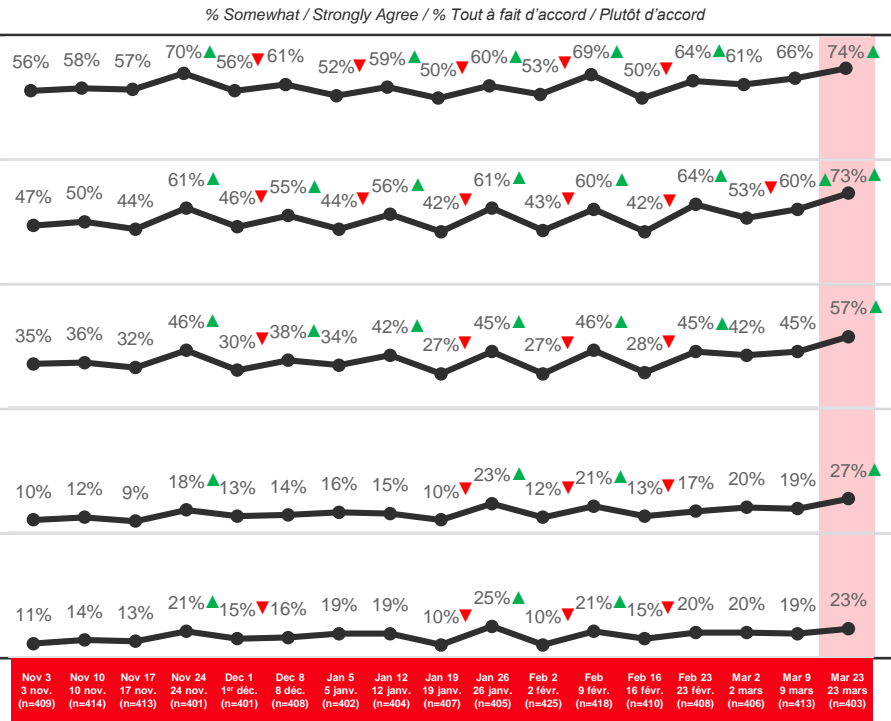 % Somewhat / Strongly Agree / % Tout à fait d’accord / Plutôt d’accord
56% 58% 57% 70%▲ 56%▼ 61% 52%▼ 59%▲ 50%▼ 60%▲ 53%▼ 69%▲ 50%▼ 64%▲ 61% 66% 74%▲
47% 50% 44% 61%▲ 46%▼ 55%▲ 44%▼ 56%▲ 42%▼ 61%▲ 43%▼ 60%▲ 42%▼ 64%▲ 53%▼ 60%▲ 73%▲
35% 36% 32% 46%▲ 30%▼ 38%▲ 34% 42%▲ 27%▼ 45%▲ 27%▼ 46%▲ 28%▼ 45%▲ 42% 45% 57%▲
10% 12% 9% 18%▲ 13% 14% 16% 15% 10%▼ 23%▲ 12%▼ 21%▲ 13%▼ 17% 20% 19% 27%▲
11% 14% 13% 21%▲ 15%▼ 16% 19% 19% 10%▼ 25%▲ 10%▼ 21%▲ 15%▼ 20% 20% 19% 23%
Nov 3 Nov 10 Nov 17 Nov 24 Dec 1 Dec 8 Jan 5 Jan 12 Jan 19 Jan 26 Feb 2 Feb Feb 16 Feb 23 Mar 2 Mar 9 Mar 23
3 nov. 10 nov. 17 nov. 24 nov. 1er déc. 8 déc. 5 janv. 12 janv. 19 janv. 26 janv. 2 févr. 9 févr. 16 févr. 23 févr. 2 mars 9 mars 23 mars
(n=409) (n=414) (n=413) (n=401) (n=401) (n=408) (n=402) (n=404) (n=407) (n=405) (n=425) (n=418) (n=410) (n=408) (n=406) (n=413) (n=403)